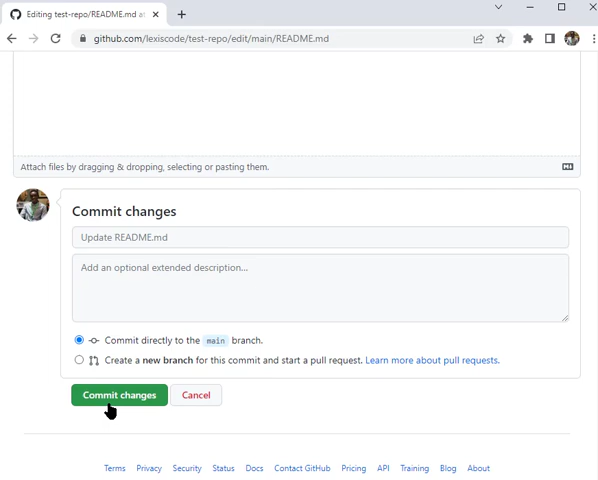 Editing test-repo/README.md at
github.com/lexiscode/test-repo/edit/main/README.md
Attach files by dragging & dropping, selecting or pasting them.
Commit changes
Update README.md
Add an optional extended description...
Commit directly to the main branch.
Create a new branch for this commit and start a pull request. Learn more about pull requests.
Commit changes Cancel
Terms Privacy Security Status Docs Contact GitHub Pricing API Training Blog About